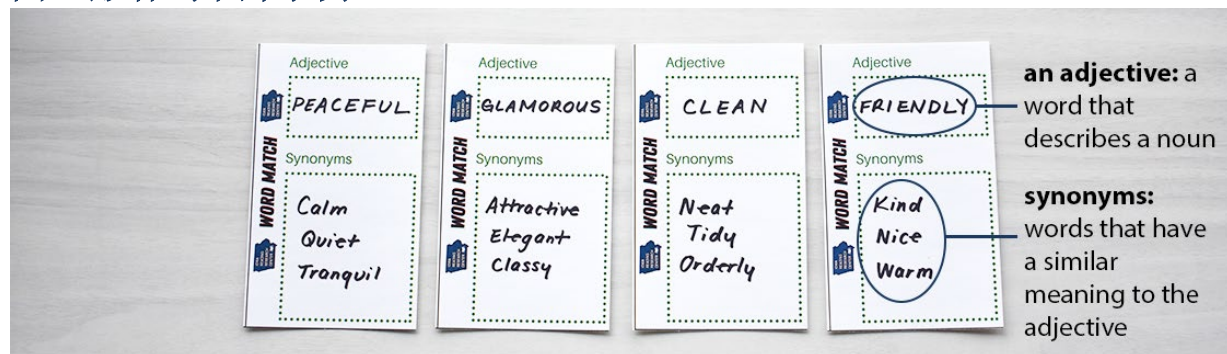 Adjective
PEACEFUL
Synonyms
Calm
Quiet
Tranquil
WORD MATCH
Adjective
GLAMOROUS
Synonyms
Attractive
Elegant
Classy
WORD MATCH
Adjective
CLEAN
Synonyms
Neat
Tidy
Orderly
WORD MATCH
Adjective
FRIENDLY
Synonyms
Kind
Nice
Warm
WORD MATCH
an adjective: a
word that
describes a noun
synonyms:
words that have
a similar
meaning to the
adjective